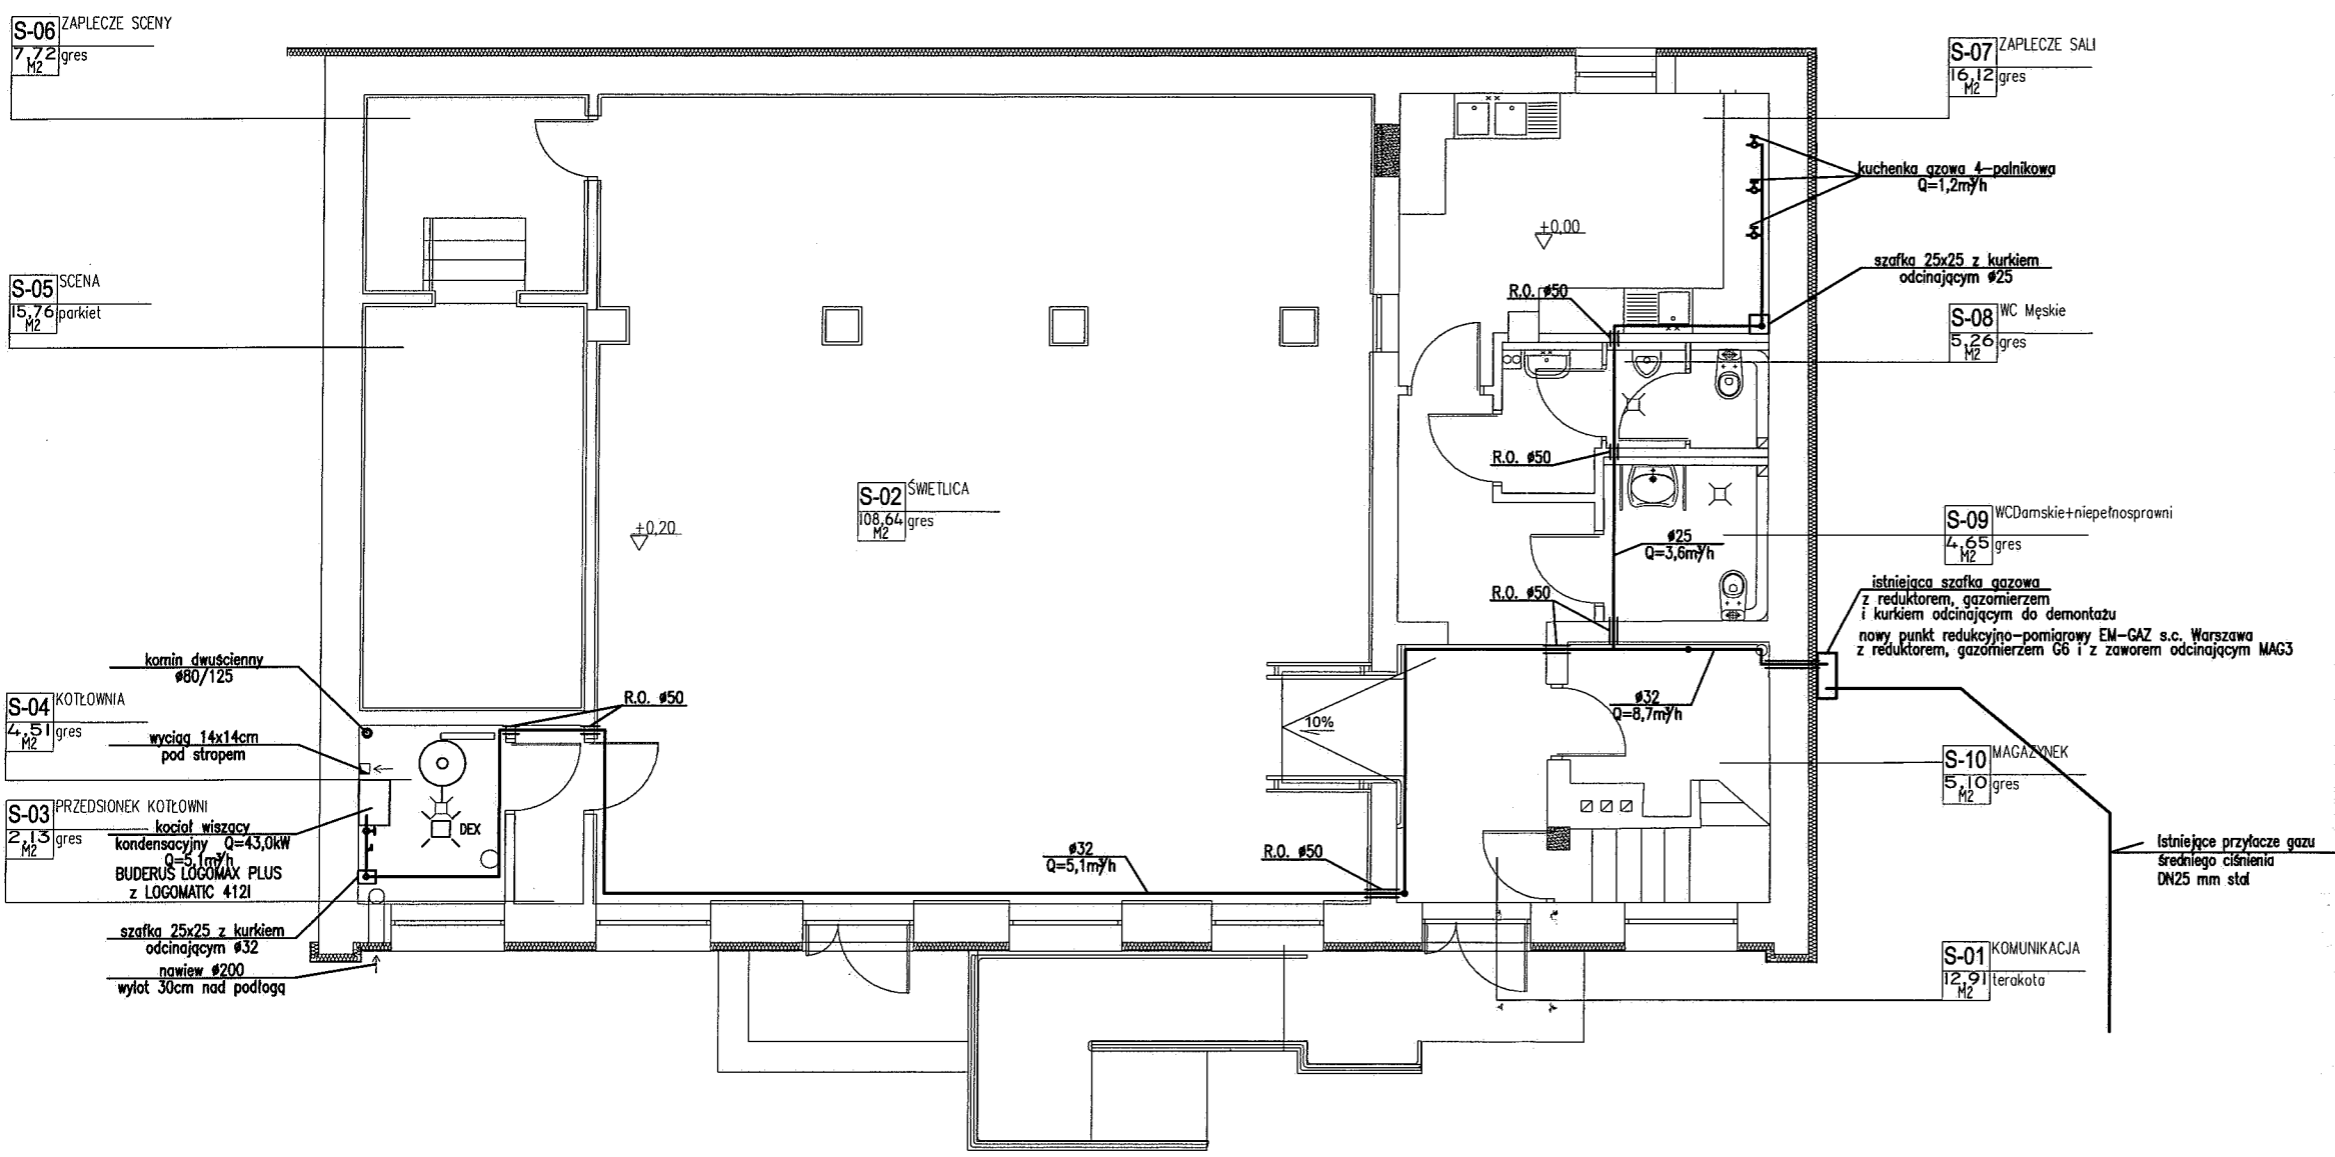 S-06 ZAPLECZE SCENY
7,72 gres
M2
S-05 SCENA
15,76 parkiet
M2
komin dwuścienny
ø80/125
S-04 KOTŁOWNIA
4,51 gres
M2
wyciąg 14x14cm
pod stropem
S-03 PRZEDSIONEK KOTŁOWNI
2,13 gres
M2
kocioł wiszący
kondensacyjny Q=43,0kW
Q=5,1m³/h
BUDERUS LOGOMAX PLUS
z LOGOMATIC 4121
szafka 25x25 z kurkiem
odcinającym ø32
nawiew ø200
wylot 30cm nad podłogą
DEX
R.O. ø50
±0,20
S-02 ŚWIETLICA
108,64 gres
M2
ø32
Q=5,1m³/h
R.O. ø50
10%
±0,00
R.O. ø50
R.O. ø50
ø25
Q=3,6m³/h
R.O. ø50
ø32
Q=8,7m³/h
S-07 ZAPLECZE SALI
16,12 gres
M2
kuchenka gzowa 4-palnikowa
Q=1,2m³/h
szafka 25x25 z kurkiem
odcinającym ø25
S-08 WC Męskie
5,26 gres
M2
S-09 WCDamskie+niepełnosprawni
4,65 gres
M2
istniejąca szafka gazowa
z reduktorem, gazomierzem
i kurkiem odcinającym do demontażu
nowy punkt redukcyjno-pomiarowy EM-GAZ s.c. Warszawa
z reduktorem, gazomierzem G6 i z zaworem odcinającym MAG3
S-10 MAGAZYNEK
5,10 gres
M2
Istniejące przyłącze gazu
średniego ciśnienia
DN25 mm stal
S-01 KOMUNIKACJA
12,91 terakota
M2